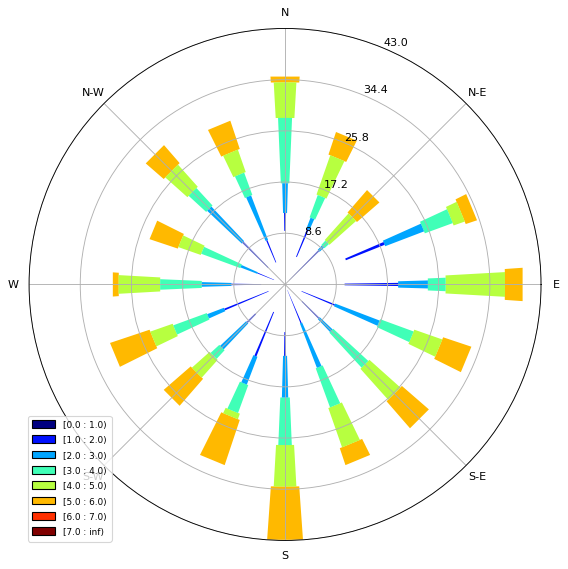 N
43.0
N-W
34.4
N-E
25.8
17.2
8.6
W
E
[0.0 : 1.0)
[1.0 : 2.0)
[2.0 : 3.0)
[3.0 : 4.0)
[4.0 : 5.0)
[5.0 : 6.0)
[6.0 : 7.0)
[7.0 : inf)
S-W
S-E
S